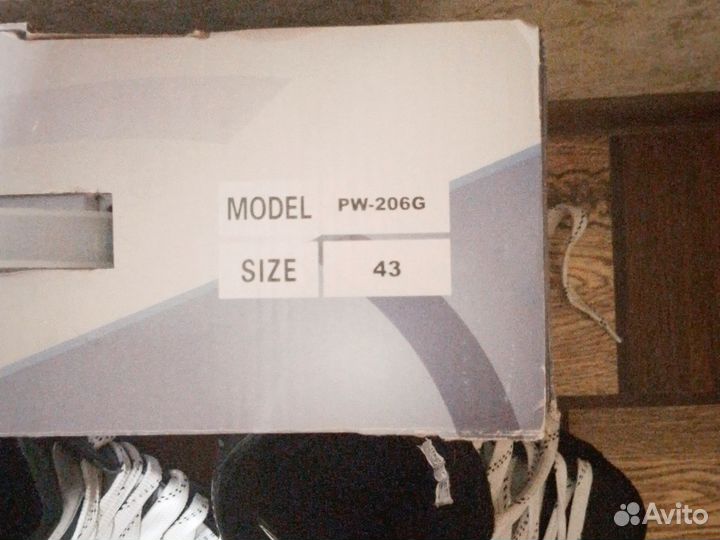 MODEL PW-206G
SIZE 43
Avito